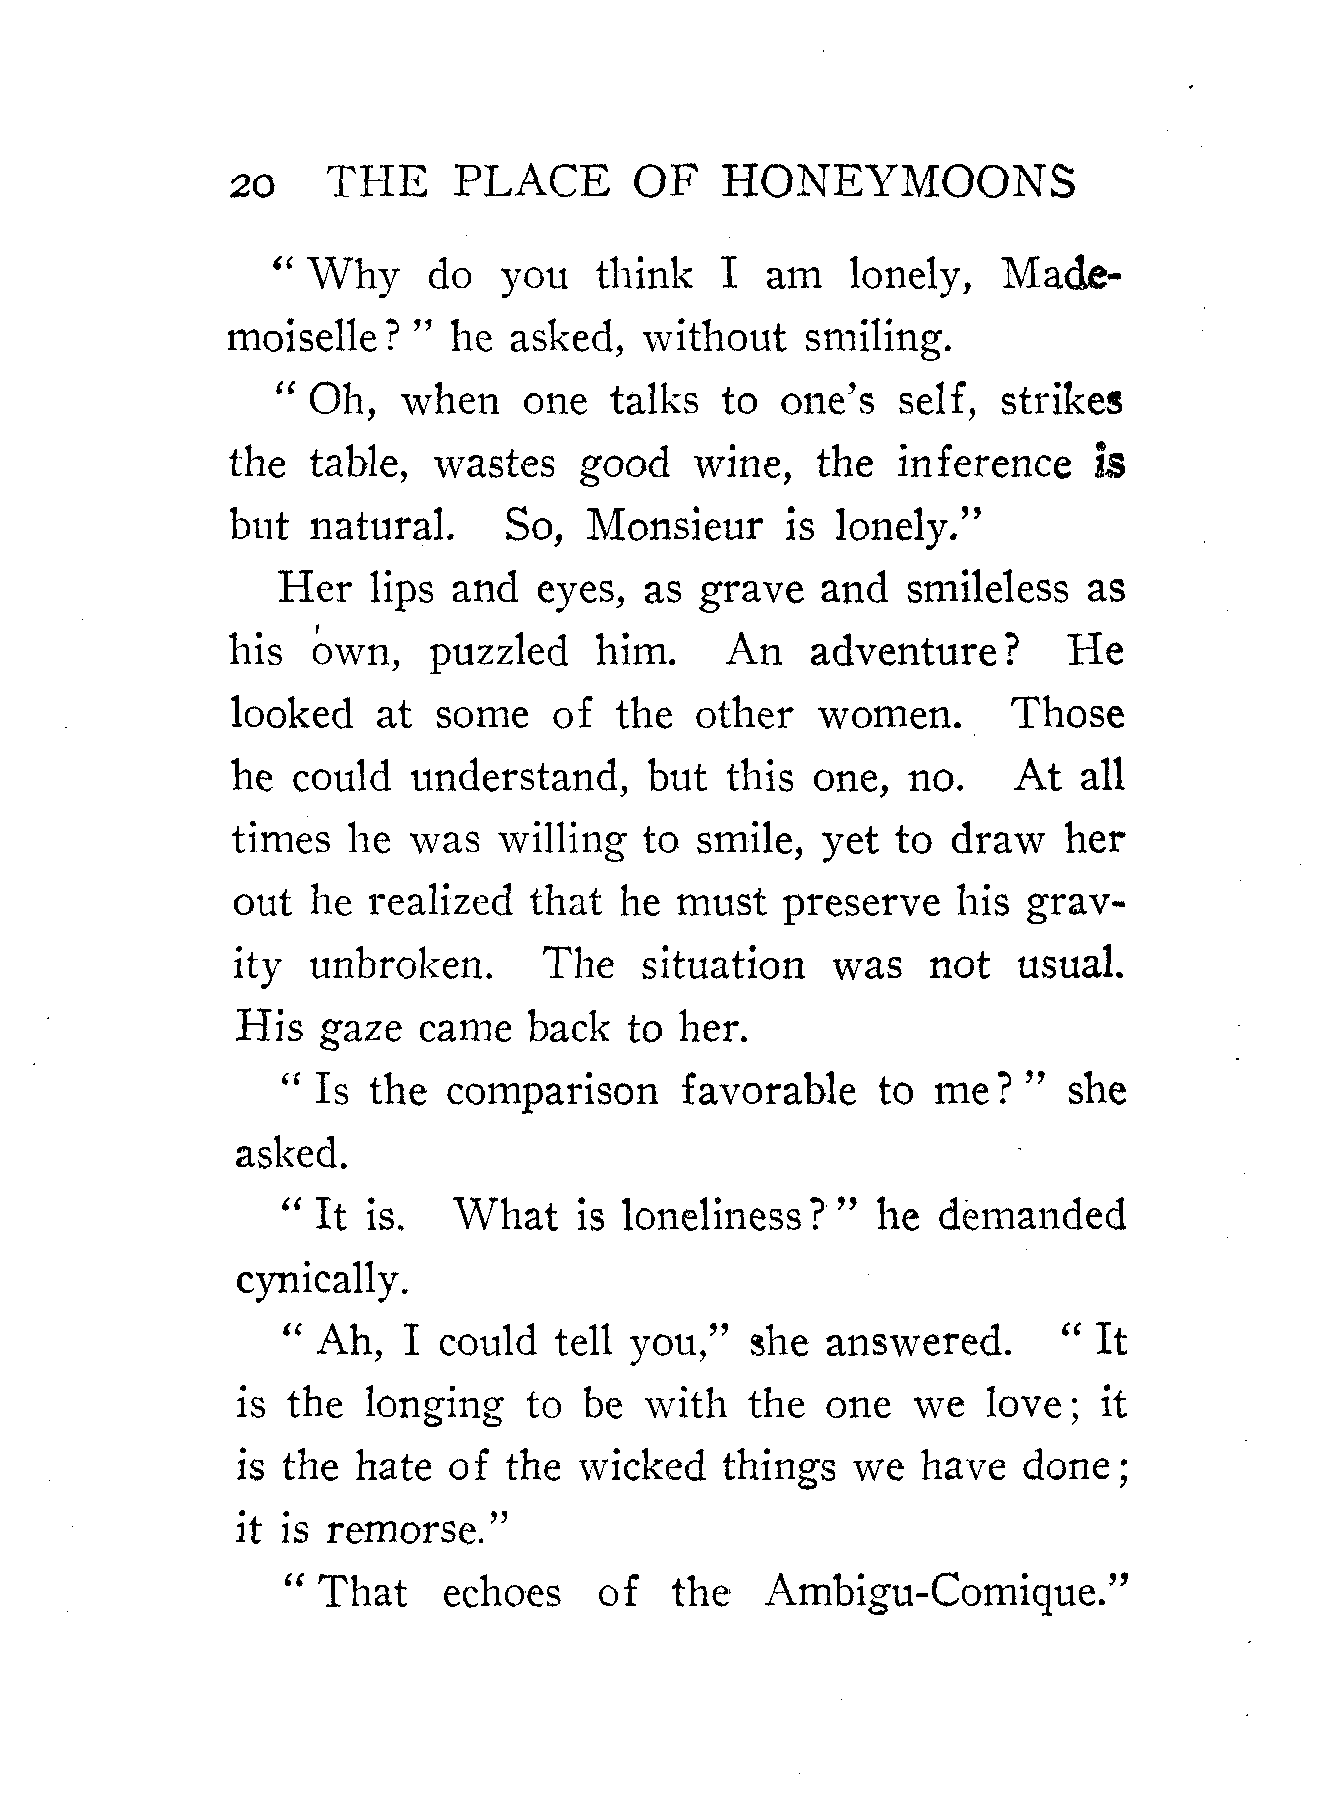 20 THE PLACE OF HONEYMOONS
“ Why do you think I am lonely, Made-
moiselle? ” he asked, without smiling.
“ Oh, when one talks to one’s self, strikes
the table, wastes good wine, the inference is
but natural. So, Monsieur is lonely.”
Her lips and eyes, as grave and smileless as
his own, puzzled him. An adventure? He
looked at some of the other women. Those
he could understand, but this one, no. At all
times he was willing to smile, yet to draw her
out he realized that he must preserve his grav-
ity unbroken. The situation was not usual.
His gaze came back to her.
“ Is the comparison favorable to me? ” she
asked.
“ It is. What is loneliness? ” he demanded
cynically.
“ Ah, I could tell you,” she answered. “ It
is the longing to be with the one we love; it
is the hate of the wicked things we have done;
it is remorse.”
“ That echoes of the Ambigu-Comique.”